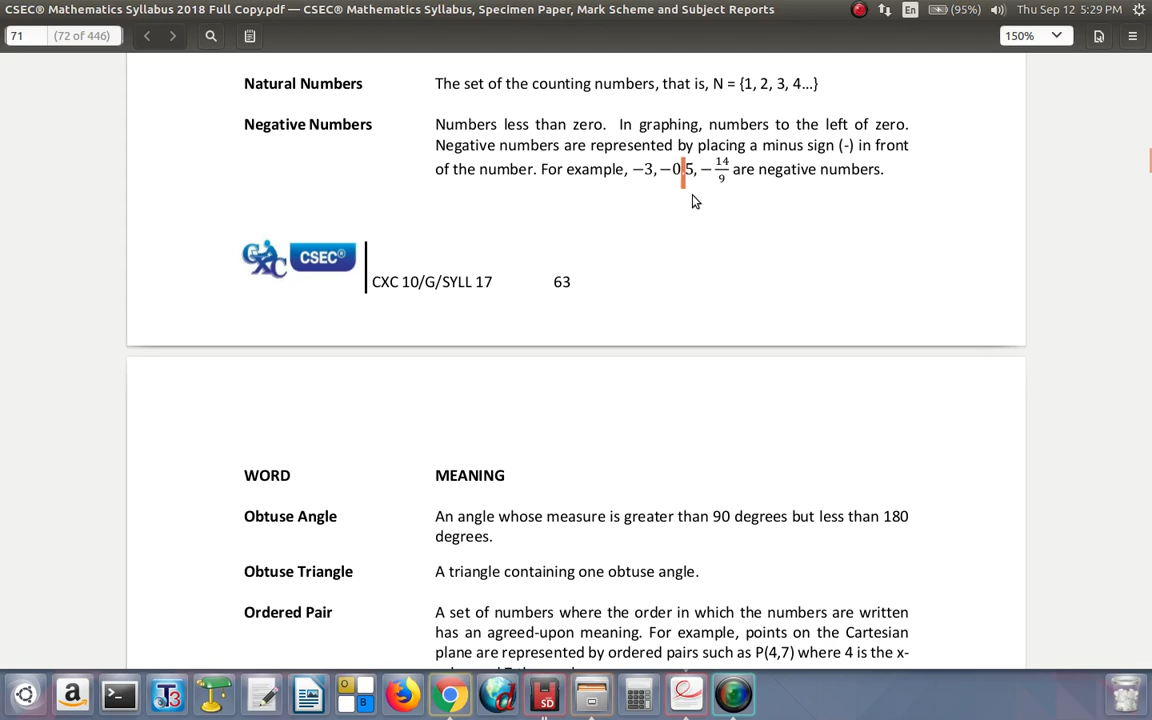 CSEC® Mathematics Syllabus 2018 Full Copy.pdf — CSEC® Mathematics Syllabus, Specimen Paper, Mark Scheme and Subject Reports
En (95%) Thu Sep 12 5:29 PM
71 (72 of 446) 150%
Natural Numbers The set of the counting numbers, that is, N = {1, 2, 3, 4…}
Negative Numbers Numbers less than zero. In graphing, numbers to the left of zero.
Negative numbers are represented by placing a minus sign (-) in front
of the number. For example, −3, −0.5, −14/9 are negative numbers.
CXC CSEC®
CXC 10/G/SYLL 17 63
WORD MEANING
Obtuse Angle An angle whose measure is greater than 90 degrees but less than 180
degrees.
Obtuse Triangle A triangle containing one obtuse angle.
Ordered Pair A set of numbers where the order in which the numbers are written
has an agreed-upon meaning. For example, points on the Cartesian
plane are represented by ordered pairs such as P(4,7) where 4 is the x-
a T3 O B d SD